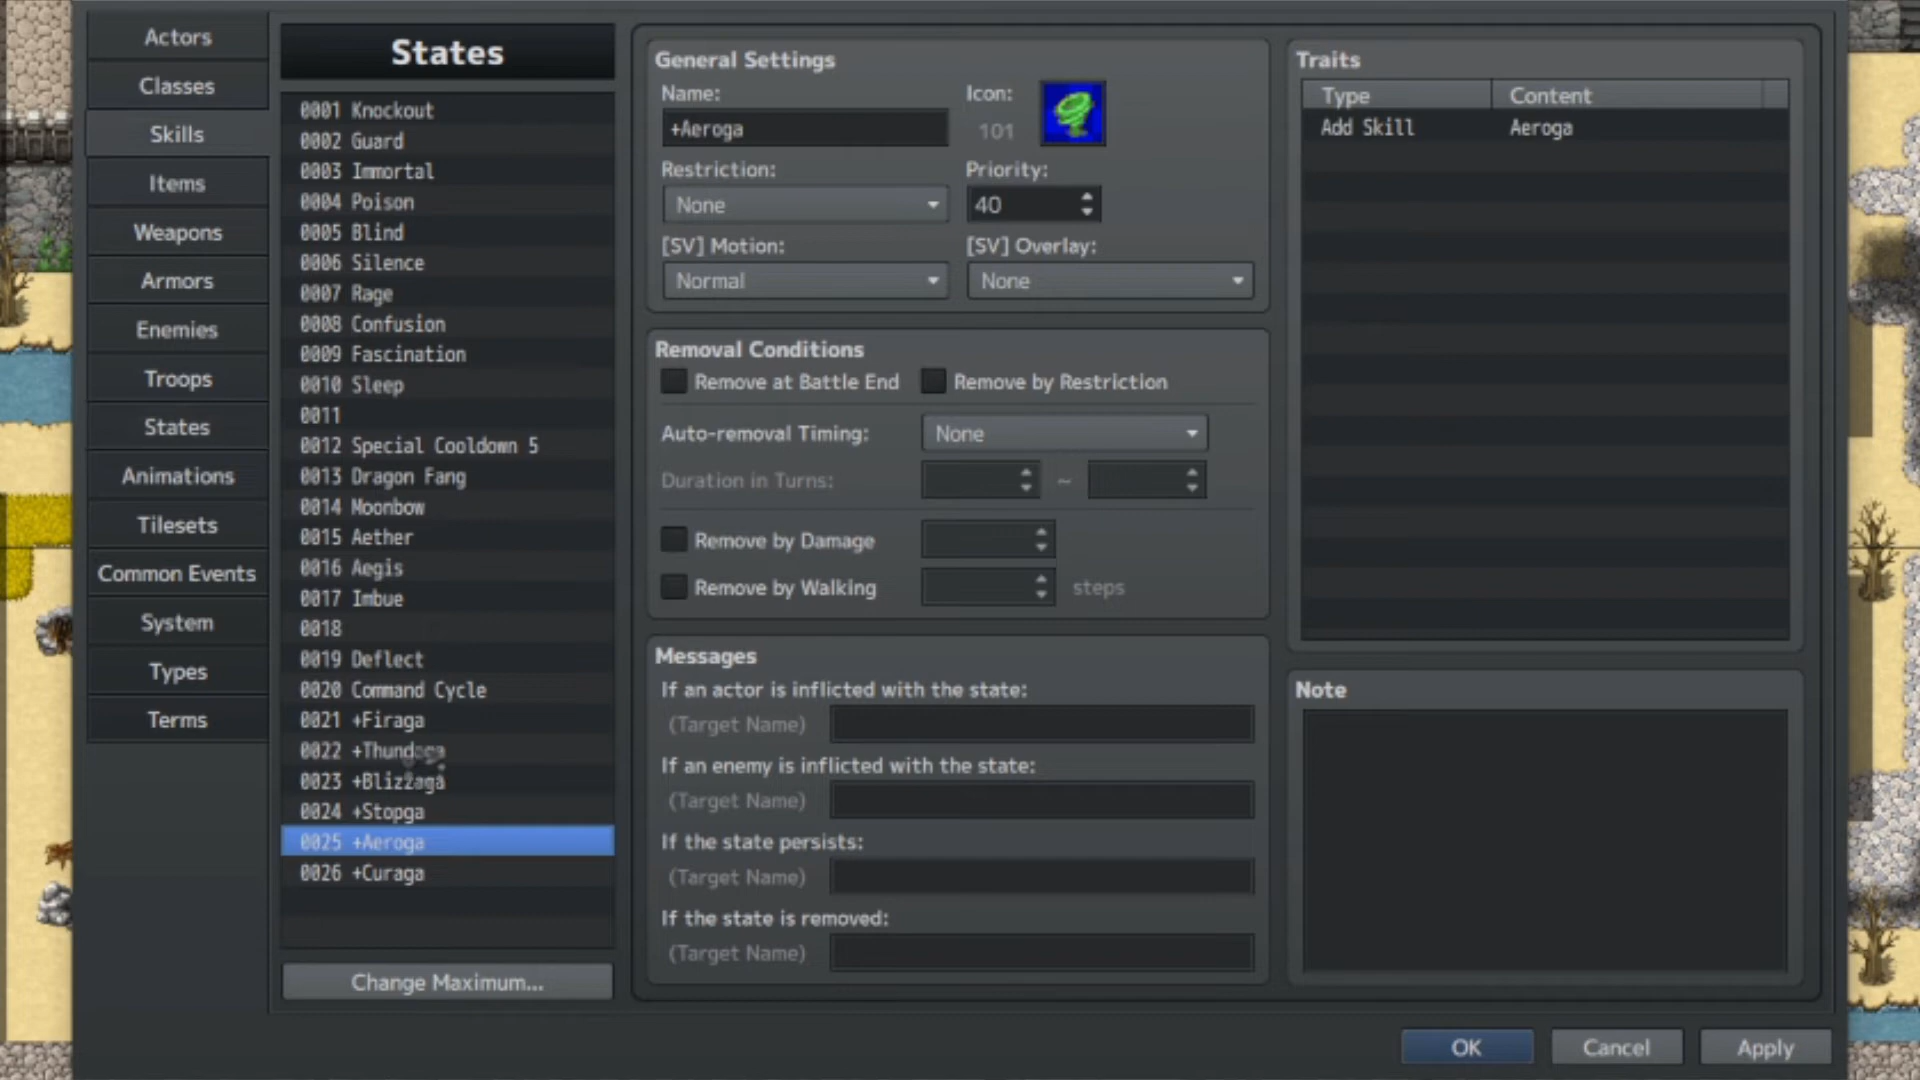 Actors
Classes
Skills
Items
Weapons
Armors
Enemies
Troops
States
Animations
Tilesets
Common Events
System
Types
Terms
States
0001 Knockout
0002 Guard
0003 Immortal
0004 Poison
0005 Blind
0006 Silence
0007 Rage
0008 Confusion
0009 Fascination
0010 Sleep
0011
0012 Special Cooldown 5
0013 Dragon Fang
0014 Moonbow
0015 Aether
0016 Aegis
0017 Imbue
0018
0019 Deflect
0020 Command Cycle
0021 +Firaga
0022
0023 +Blizzaga
0024 +Stopga
0025 +Aeroga
0026 +Curaga
Change Maximum...
General Settings
Name: Icon:
+Aeroga 101
Restriction: Priority:
None 40
[SV] Motion: [SV] Overlay:
Normal None
Removal Conditions
Remove at Battle End Remove by Restriction
Auto-removal Timing: None
Duration in Turns: ~
Remove by Damage
Remove by Walking steps
Messages
If an actor is inflicted with the state:
(Target Name)
If an enemy is inflicted with the state:
(Target Name)
If the state persists:
(Target Name)
If the state is removed:
(Target Name)
Traits
Type Content
Add Skill Aeroga
Note
OK Cancel Apply